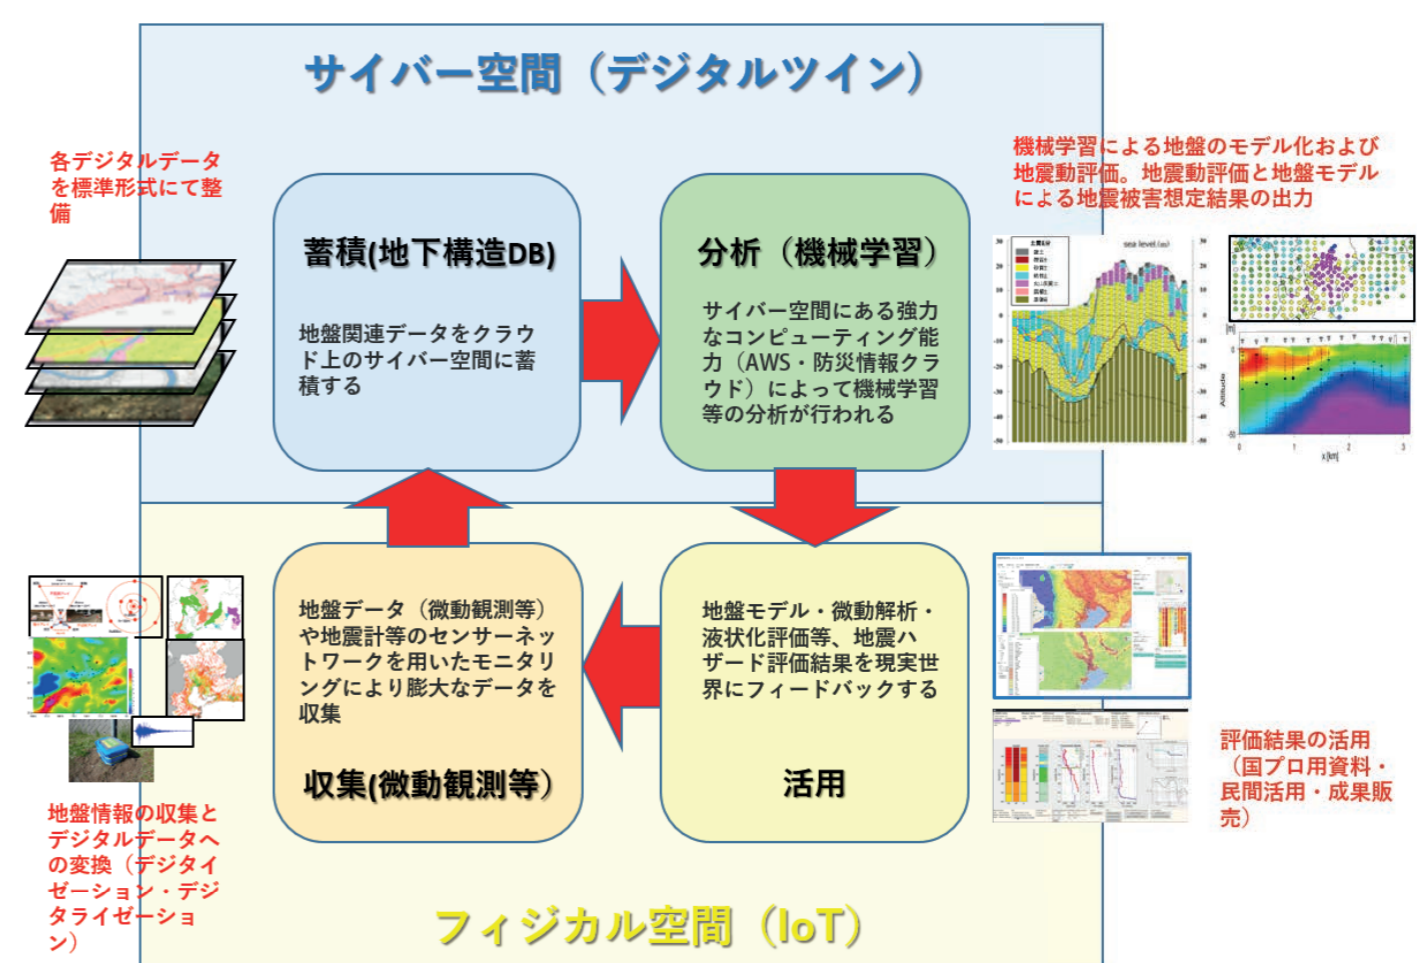 サイバー空間（デジタルツイン）
各デジタルデータ
を標準形式にて整
備
機械学習による地盤のモデル化および
地震動評価。地震動評価と地盤モデル
による地震被害想定結果の出力
蓄積(地下構造DB)
地盤関連データをクラウ
ド上のサイバー空間に蓄
積する
分析（機械学習）
サイバー空間にある強力
なコンピューティング能
力（AWS・防災情報クラ
ウド）によって機械学習
等の分析が行われる
sea level
[m]
Altitude
0
1
2
3
x [km]
地盤データ（微動観測等）
や地震計等のセンサーネッ
トワークを用いたモニタリ
ングにより膨大なデータを
収集
収集(微動観測等）
地盤モデル・微動解析・
液状化評価等、地震ハ
ザード評価結果を現実世
界にフィードバックする
活用
地盤情報の収集と
デジタルデータへ
の変換（デジタイ
ゼーション・デジ
タライゼーショ
ン）
評価結果の活用
（国プロ用資料・
民間活用・成果販
売）
フィジカル空間（IoT）